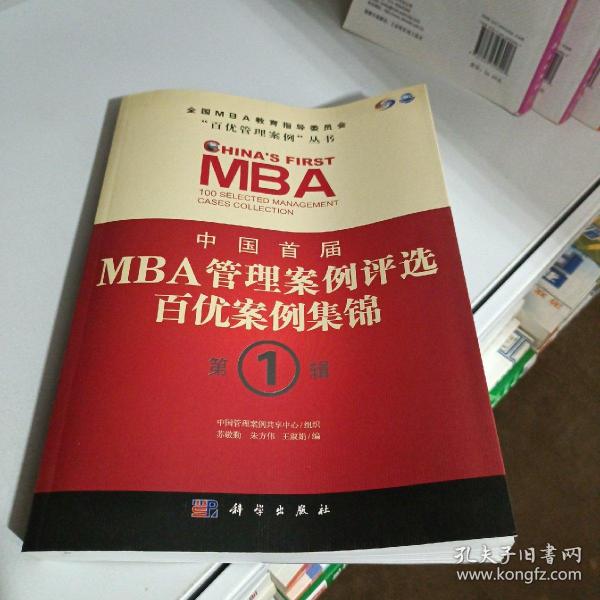 全国MBA教育指导委员会
“百优管理案例”丛书
CHINA'S FIRST
MBA
100 SELECTED MANAGEMENT
CASES COLLECTION
中国首届
MBA管理案例评选
百优案例集锦
第1辑
中国管理案例共享中心/组织
苏敬勤 朱方伟 王淑娟/编
科学出版社
孔夫子旧书网
www.kongfz.com